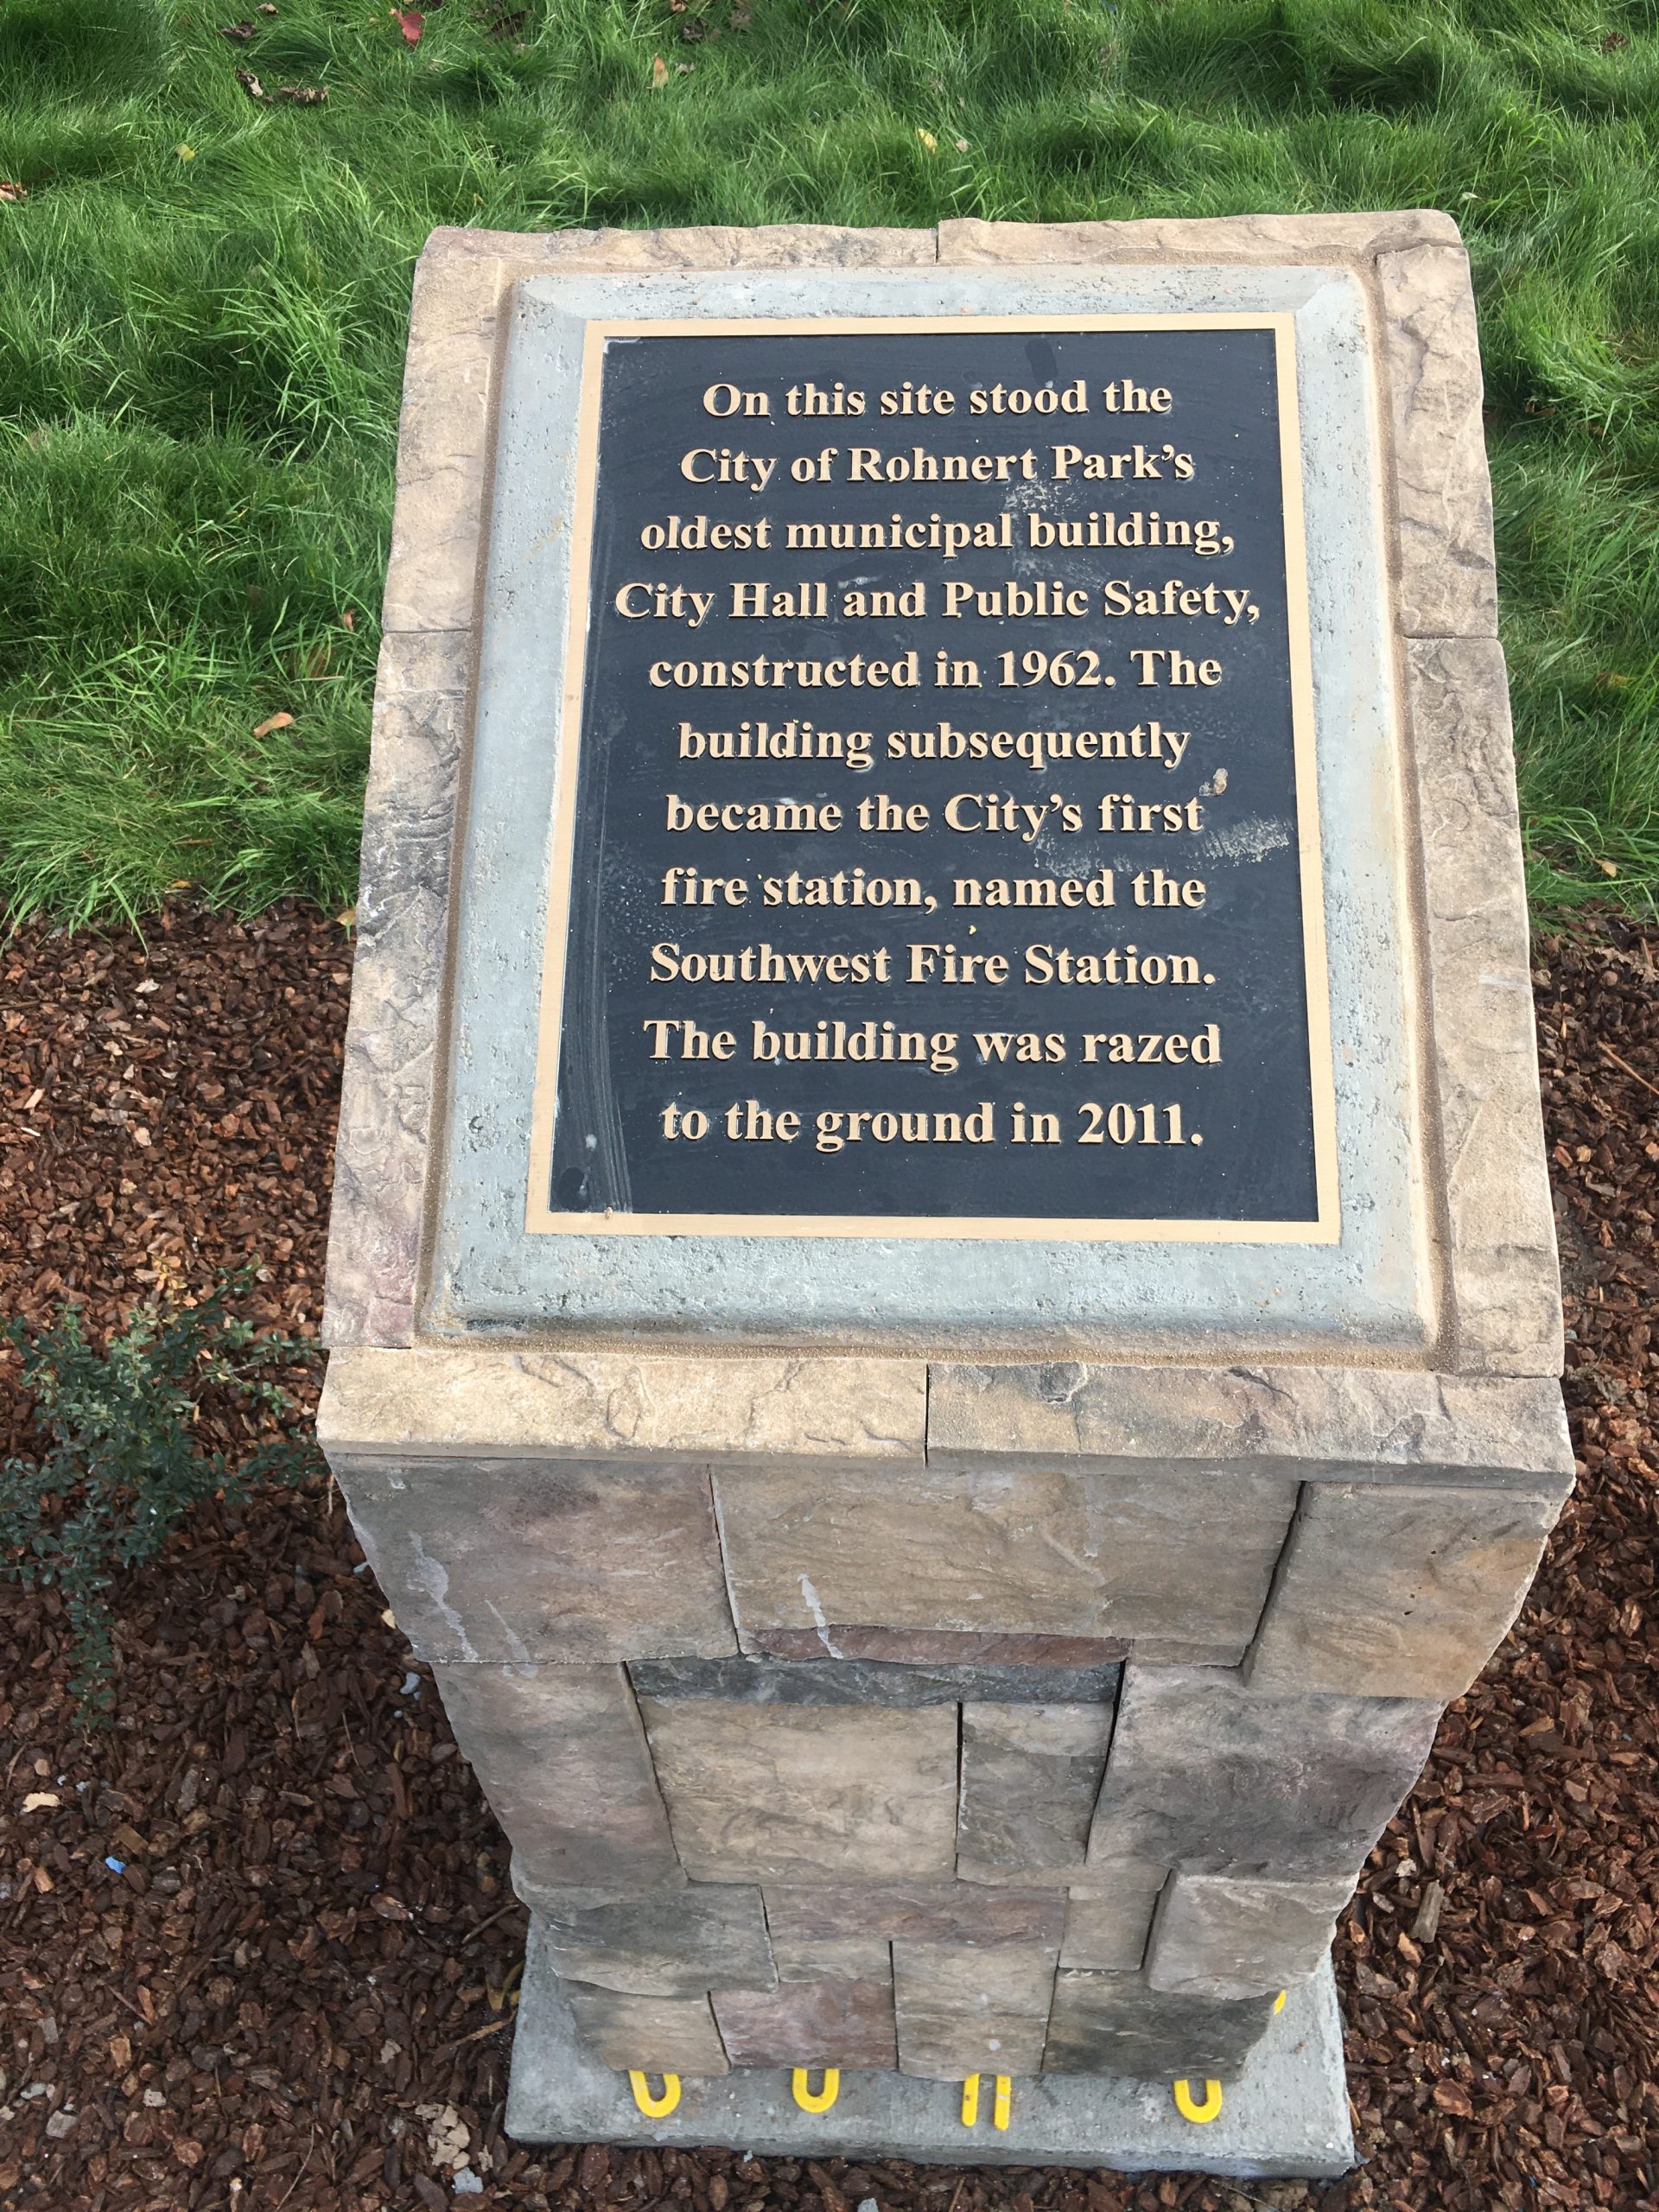 On this site stood the
City of Rohnert Park's
oldest municipal building,
City Hall and Public Safety,
constructed in 1962. The
building subsequently
became the City's first
fire station, named the
Southwest Fire Station.
The building was razed
to the ground in 2011.